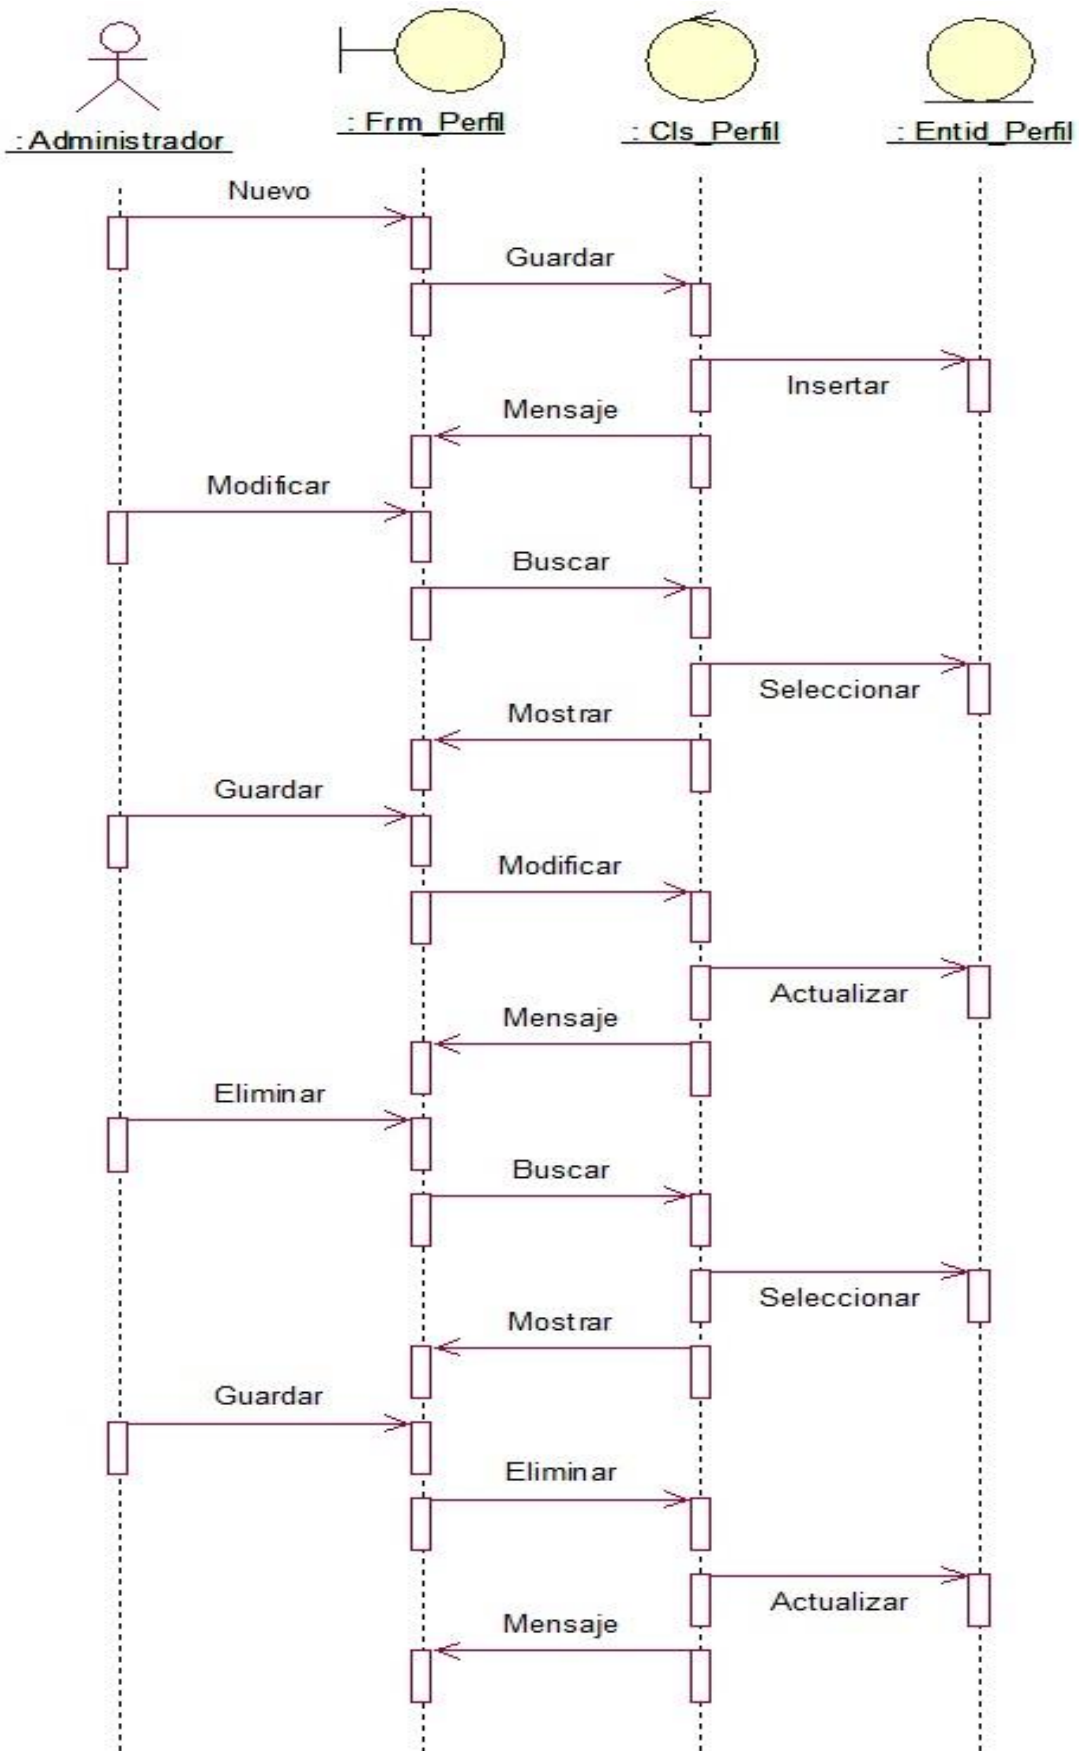 : Administrador
: Frm_Perfil
: Cls_Perfil
: Entid_Perfil
Nuevo
Guardar
Insertar
Mensaje
Modificar
Buscar
Seleccionar
Mostrar
Guardar
Modificar
Actualizar
Mensaje
Eliminar
Buscar
Seleccionar
Mostrar
Guardar
Eliminar
Actualizar
Mensaje